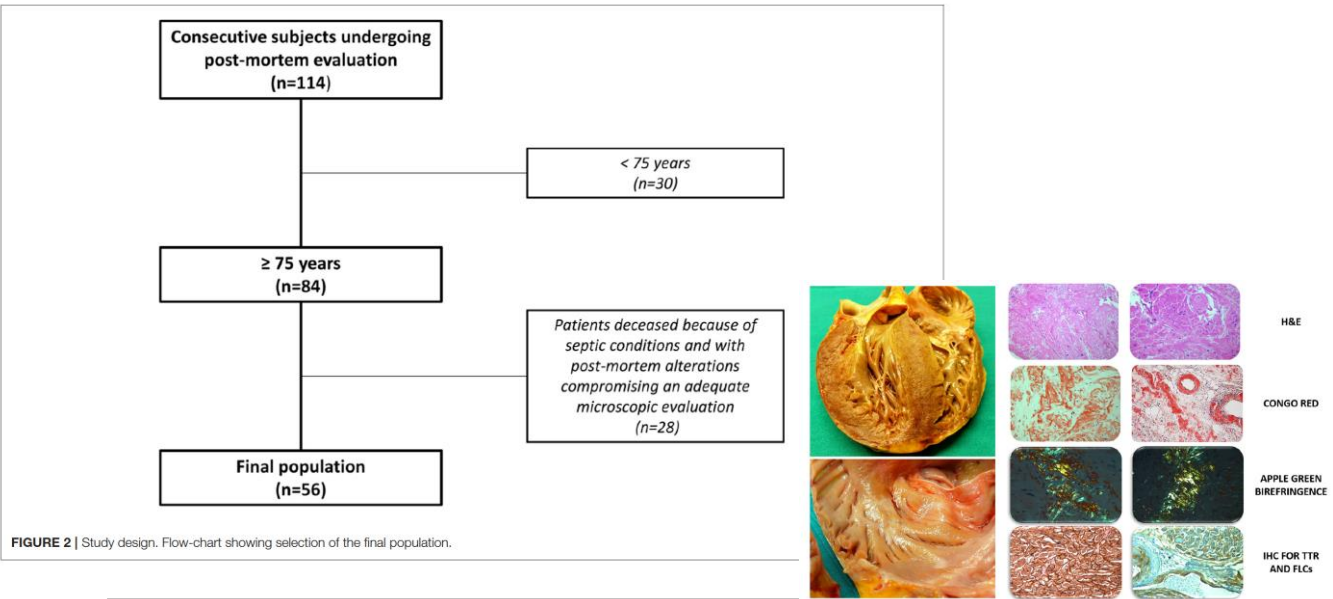 Consecutive subjects undergoing
post-mortem evaluation
(n=114)
< 75 years
(n=30)
≥ 75 years
(n=84)
Patients deceased because of
septic conditions and with
post-mortem alterations
compromising an adequate
microscopic evaluation
(n=28)
Final population
(n=56)
FIGURE 2 | Study design. Flow-chart showing selection of the final population.
H&E
CONGO RED
APPLE GREEN
BIREFRINGENCE
IHC FOR TTR
AND FLCs